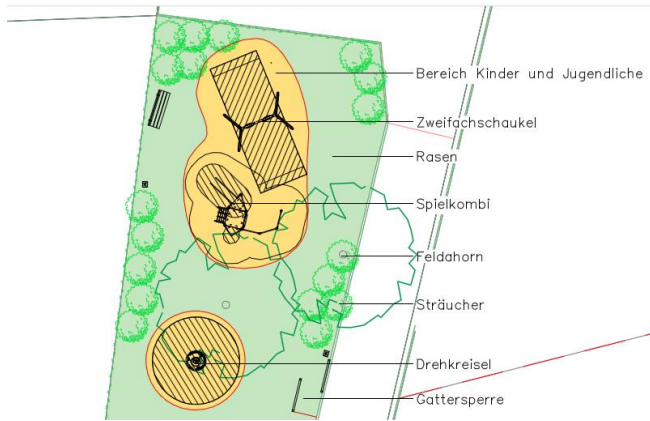 Bereich Kinder und Jugendliche
Zweifachschaukel
Rasen
Spielkombi
Feldahorn
Sträucher
Drehkreisel
Gattersperre